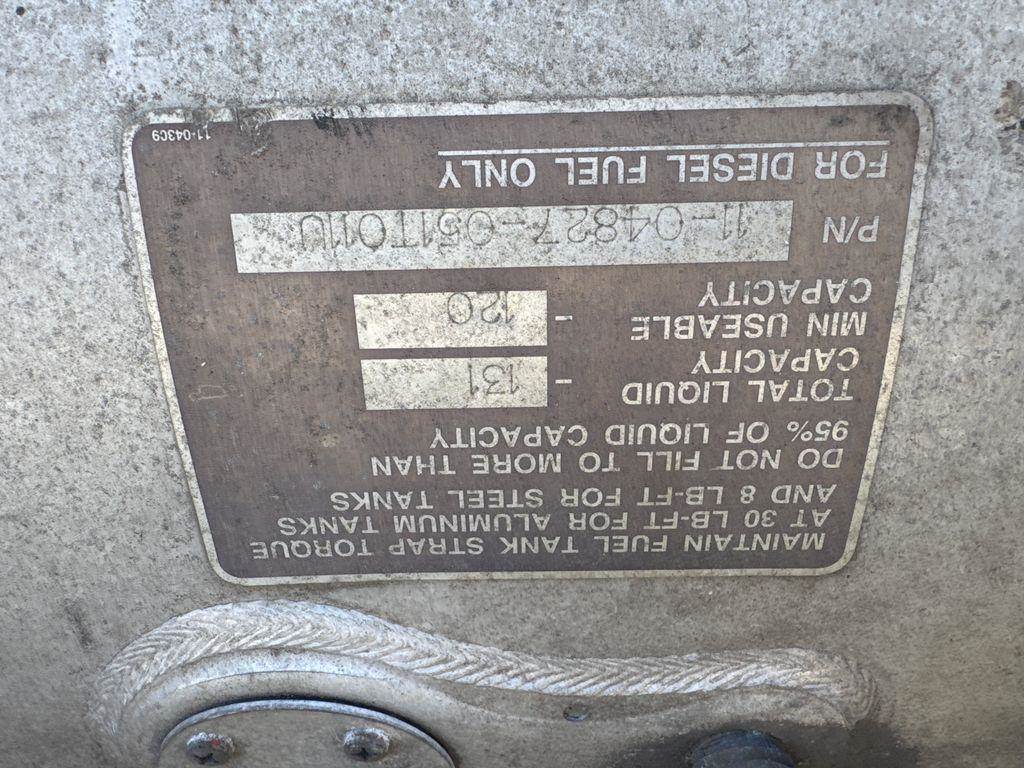 11-043C9
FOR DIESEL FUEL ONLY
P/N 11-04827-051T011U
MIN USEABLE
CAPACITY - 120
TOTAL LIQUID
CAPACITY - 131
DO NOT FILL TO MORE THAN
95% OF LIQUID CAPACITY
MAINTAIN FUEL TANK STRAP TORQUE
AT 30 LB-FT FOR ALUMINUM TANKS
AND 8 LB-FT FOR STEEL TANKS